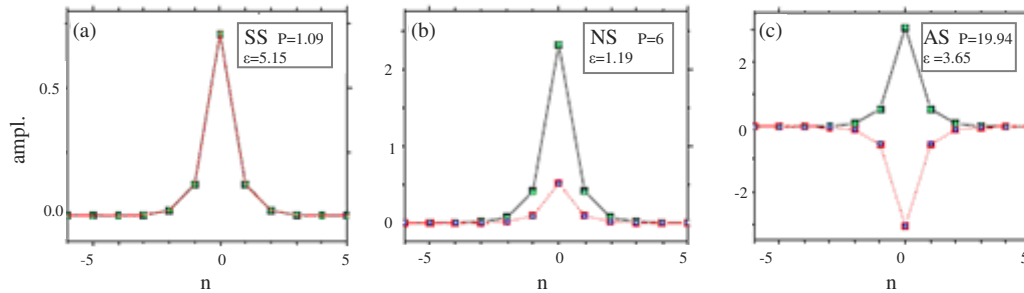 (a) SS P=1.09
ε=5.15
(b) NS P=6
ε=1.19
(c) AS P=19.94
ε=3.65
ampl.
0.5
0.0
2
1
0
2
0
-2
-5 0 5
-5 0 5
-5 0 5
n n n